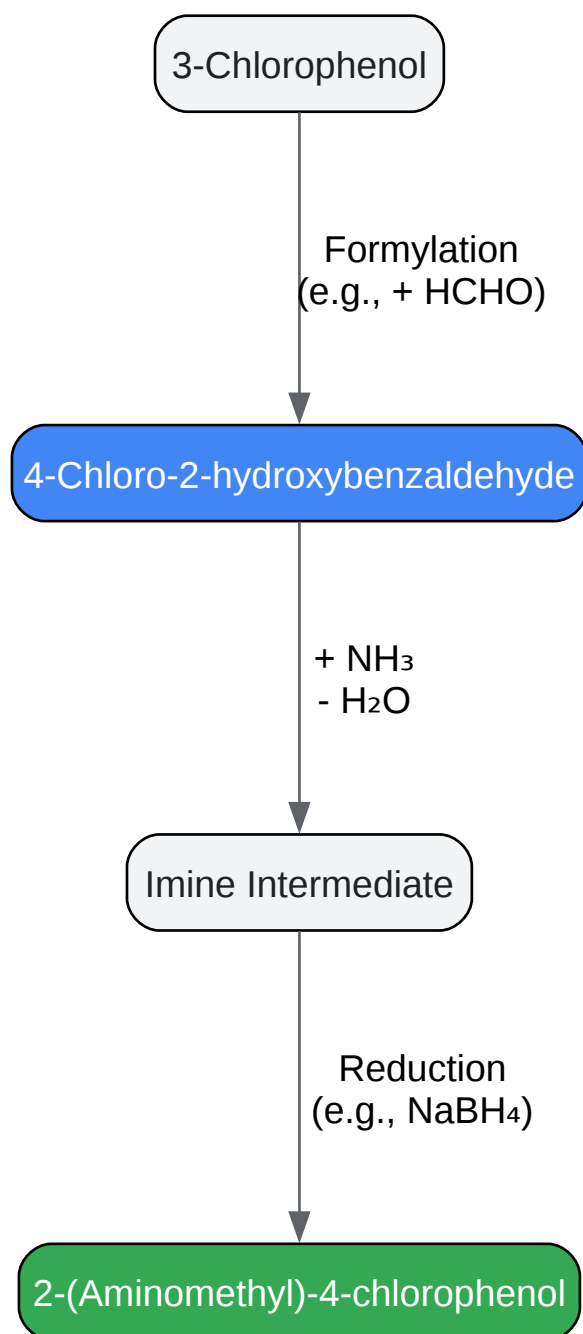 3-Chlorophenol
Formylation
(e.g., + HCHO)
4-Chloro-2-hydroxybenzaldehyde
+ NH₃
- H₂O
Imine Intermediate
Reduction
(e.g., NaBH₄)
2-(Aminomethyl)-4-chlorophenol